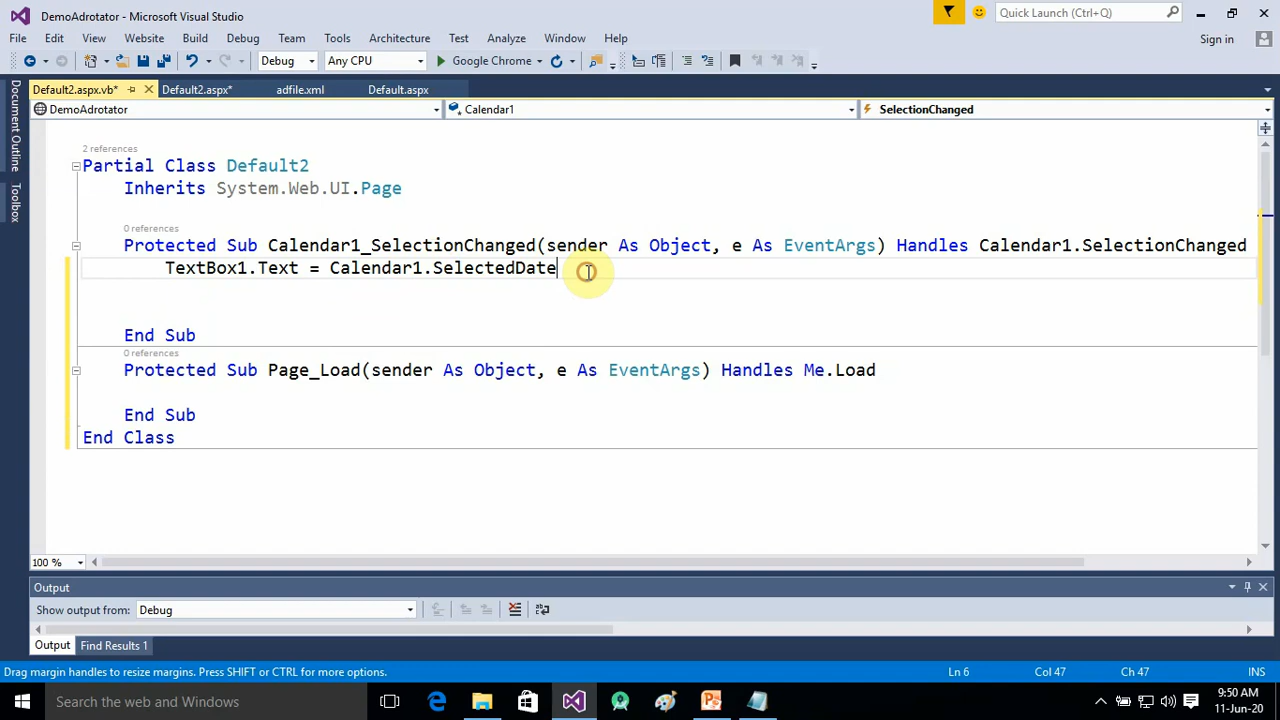 DemoAdrotator - Microsoft Visual Studio
Quick Launch (Ctrl+Q)
File Edit View Website Build Debug Team Tools Architecture Test Analyze Window Help
Sign in
Debug Any CPU Google Chrome
Default2.aspx.vb* Default2.aspx* adfile.xml Default.aspx
DemoAdrotator Calendar1 SelectionChanged
Document Outline
Toolbox
2 references
Partial Class Default2
Inherits System.Web.UI.Page
0 references
Protected Sub Calendar1_SelectionChanged(sender As Object, e As EventArgs) Handles Calendar1.SelectionChanged
TextBox1.Text = Calendar1.SelectedDate
End Sub
0 references
Protected Sub Page_Load(sender As Object, e As EventArgs) Handles Me.Load
End Sub
End Class
100 %
Output
Show output from: Debug
Output Find Results 1
Drag margin handles to resize margins. Press SHIFT or CTRL for more options. Ln 6 Col 47 Ch 47 INS
Search the web and Windows
9:50 AM
11-Jun-20